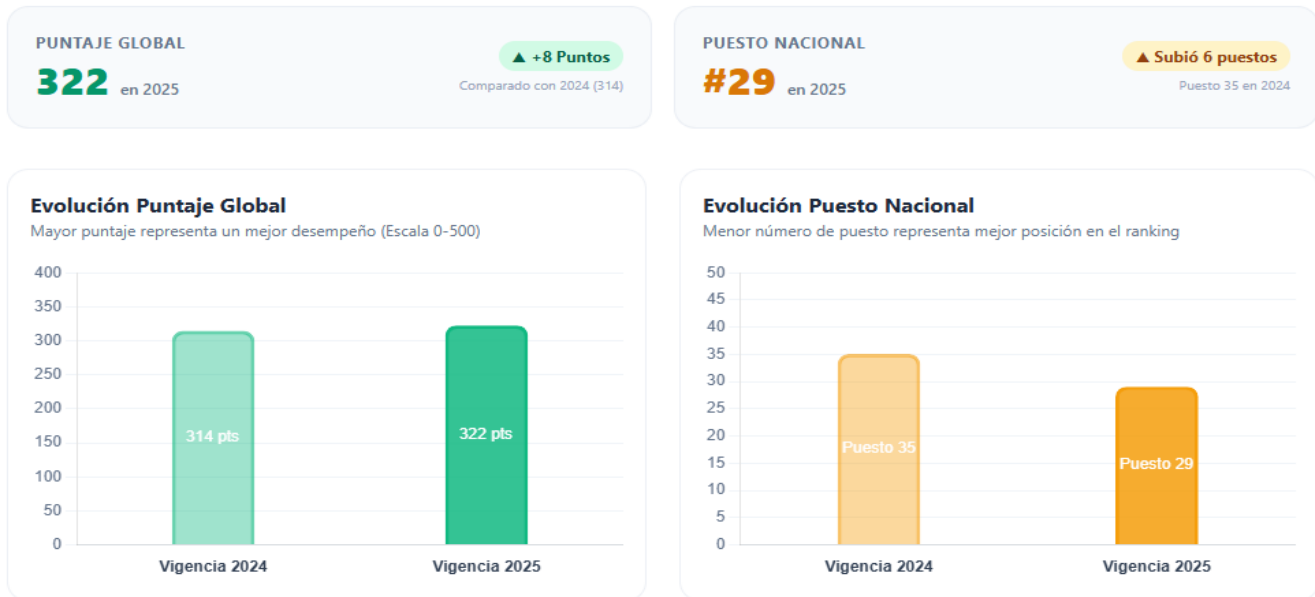 PUNTAJE GLOBAL
322 en 2025
▲ +8 Puntos
Comparado con 2024 (314)
PUESTO NACIONAL
#29 en 2025
▲ Subió 6 puestos
Puesto 35 en 2024
Evolución Puntaje Global
Mayor puntaje representa un mejor desempeño (Escala 0-500)
400
350
300
250
200
150
100
50
0
314 pts
322 pts
Vigencia 2024
Vigencia 2025
Evolución Puesto Nacional
Menor número de puesto representa mejor posición en el ranking
50
45
40
35
30
25
20
15
10
5
0
Puesto 35
Puesto 29
Vigencia 2024
Vigencia 2025